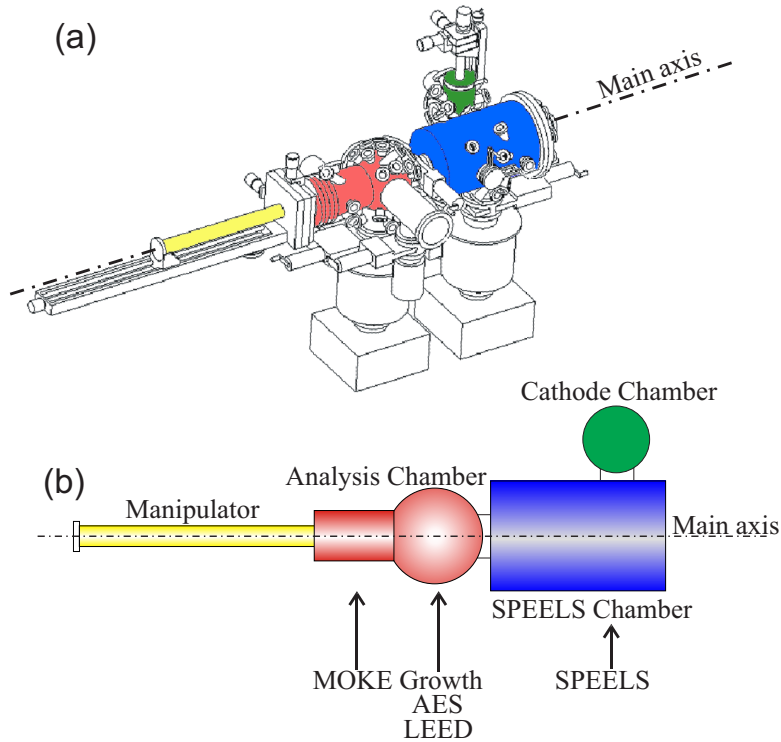 (a)
Main axis
Cathode Chamber
(b)
Analysis Chamber
Manipulator
Main axis
SPEELS Chamber
MOKE Growth SPEELS
AES
LEED